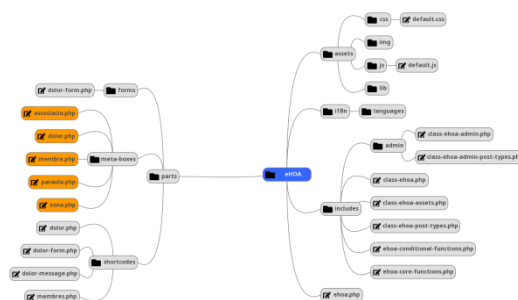 css
default.css
img
assets
js
default.js
lib
i18n
languages
admin
class-ehoa-admin.php
class-ehoa-admin-post-types.php
class-ehoa.php
class-ehoa-assets.php
includes
class-ehoa-post-types.php
ehoa-conditional-functions.php
ehoa-core-functions.php
ehoa.php
eHOA
parts
dolor-form.php
forms
associacio.php
dolor.php
membre.php
meta-boxes
paraula.php
zona.php
dolor.php
dolor-form.php
shortcodes
dolor-message.php
membres.php